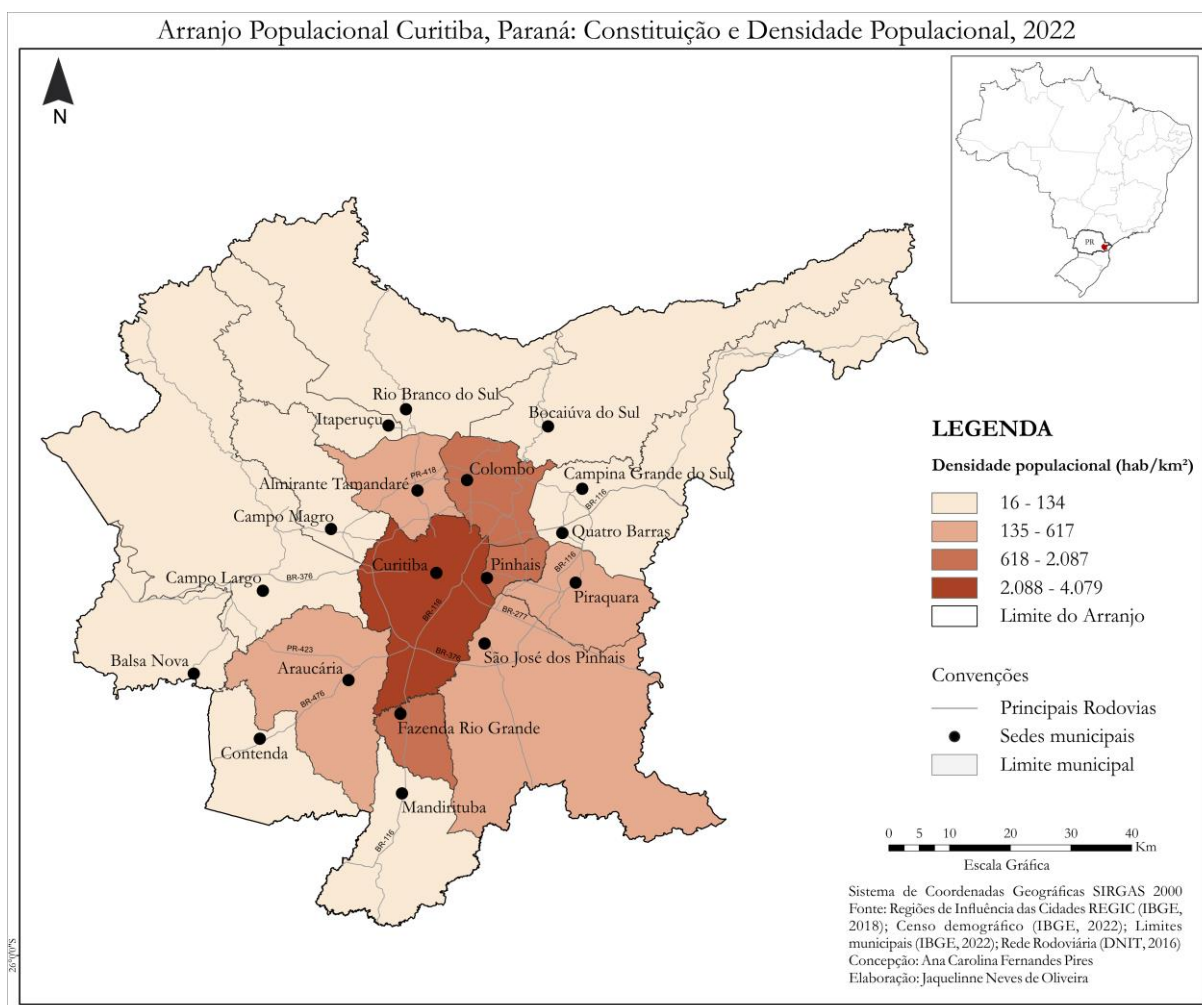 Arranjo Populacional Curitiba, Paraná: Constituição e Densidade Populacional, 2022
N
PR
Rio Branco do Sul
Itaperuçu
Bocaiúva do Sul
PR-418
Colombo
Campina Grande do Sul
Almirante Tamandaré
BR-116
Campo Magro
Quatro Barras
BR-116
Curitiba
Pinhais
Campo Largo
BR-376
Piraquara
BR-116
BR-277
PR-423
BR-376
São José dos Pinhais
Balsa Nova
Araucária
BR-476
Fazenda Rio Grande
Contenda
Mandirituba
BR-116
LEGENDA
Densidade populacional (hab/km²)
16 - 134
135 - 617
618 - 2.087
2.088 - 4.079
Limite do Arranjo
Convenções
Principais Rodovias
Sedes municipais
Limite municipal
0 5 10 20 30 40
Km
Escala Gráfica
Sistema de Coordenadas Geográficas SIRGAS 2000
Fonte: Regiões de Influência das Cidades REGIC (IBGE,
2018); Censo demográfico (IBGE, 2022); Limites
municipais (IBGE, 2022); Rede Rodoviária (DNIT, 2016)
Concepção: Ana Carolina Fernandes Pires
Elaboração: Jaquelinne Neves de Oliveira
26°0'0"S